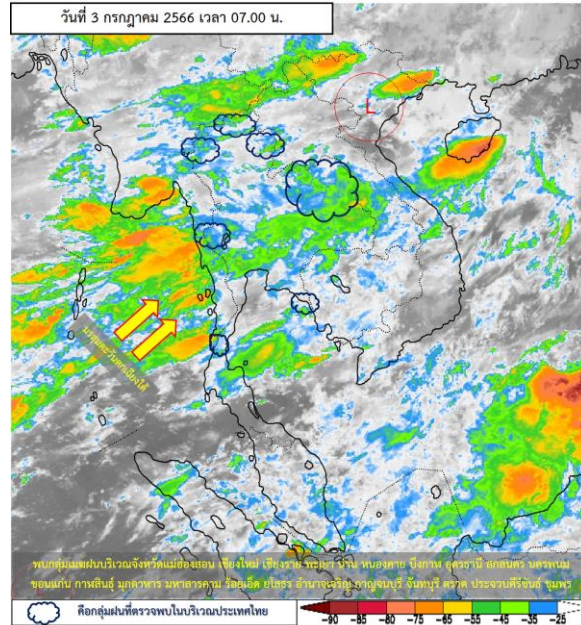 วันที่ 3 กรกฎาคม 2566 เวลา 07.00 น.
L
มรสุมตะวันตกเฉียงใต้
พบกลุ่มเมฆฝนบริเวณจังหวัดแม่ฮ่องสอน เชียงใหม่ เชียงราย พะเยา น่าน หนองคาย บึงกาฬ อุดรธานี สกลนคร นครพนม
ขอนแก่น กาฬสินธุ์ มุกดาหาร มหาสารคาม ร้อยเอ็ด ยโสธร อำนาจเจริญ กาญจนบุรี จันทบุรี ตราด ประจวบคีรีขันธ์ ชุมพร
คือกลุ่มฝนที่ตรวจพบในบริเวณประเทศไทย
-90 -85 -75 -65 -55 -45 -35 -25